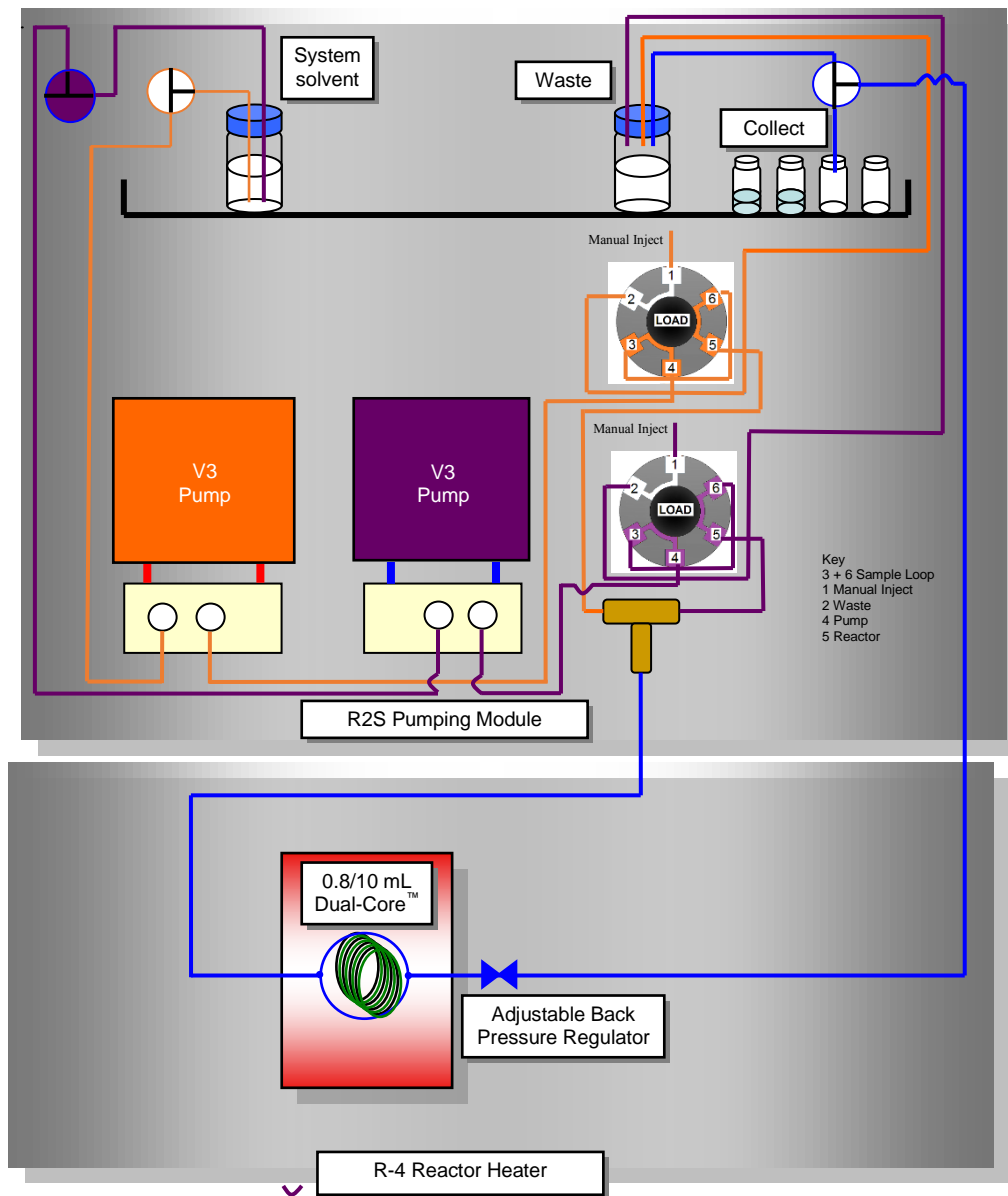 System
solvent
Waste
Collect
Manual Inject
1
2
6
LOAD
3
5
4
V3
Pump
V3
Pump
Manual Inject
1
2
6
LOAD
3
5
4
Key
3 + 6 Sample Loop
1 Manual Inject
2 Waste
4 Pump
5 Reactor
R2S Pumping Module
0.8/10 mL
Dual-Core™
Adjustable Back
Pressure Regulator
R-4 Reactor Heater